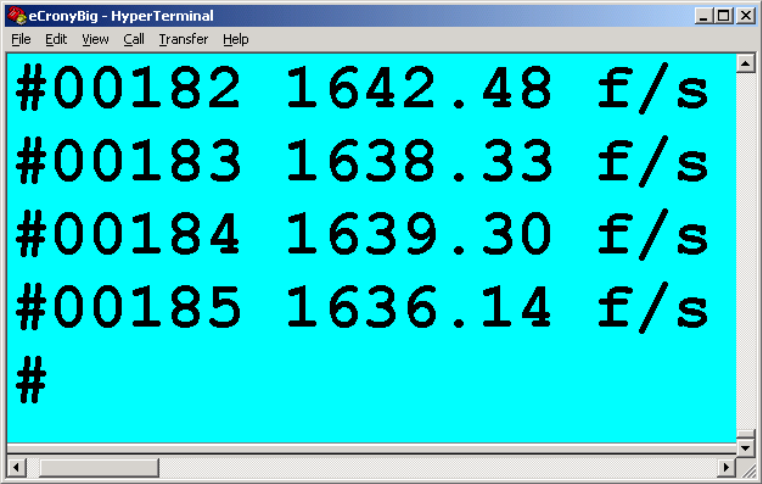 eCronyBig - HyperTerminal
File Edit View Call Transfer Help
#00182 1642.48 f/s
#00183 1638.33 f/s
#00184 1639.30 f/s
#00185 1636.14 f/s
#